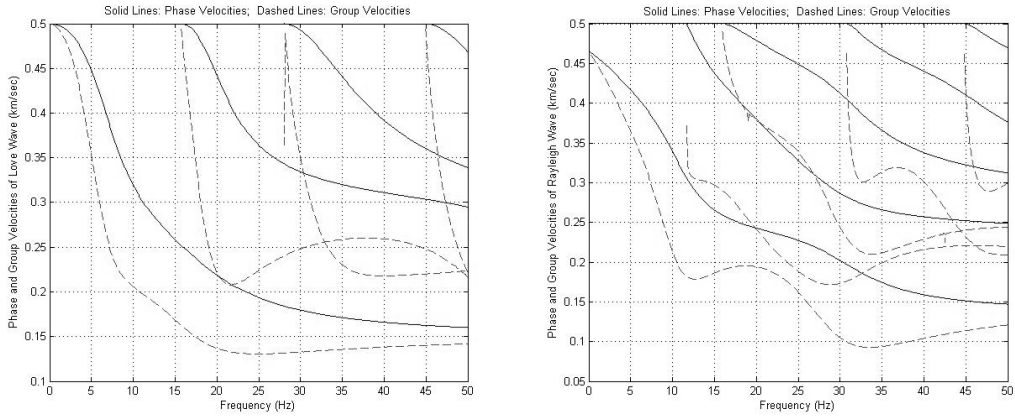 Solid Lines: Phase Velocities; Dashed Lines: Group Velocities
Phase and Group Velocities of Love Wave (km/sec)
0.5
0.45
0.4
0.35
0.3
0.25
0.2
0.15
0.1
0 5 10 15 20 25 30 35 40 45 50
Frequency (Hz)
Solid Lines: Phase Velocities; Dashed Lines: Group Velocities
Phase and Group Velocities of Rayleigh Wave (km/sec)
0.5
0.45
0.4
0.35
0.3
0.25
0.2
0.15
0.1
0.05
0 5 10 15 20 25 30 35 40 45 50
Frequency (Hz)